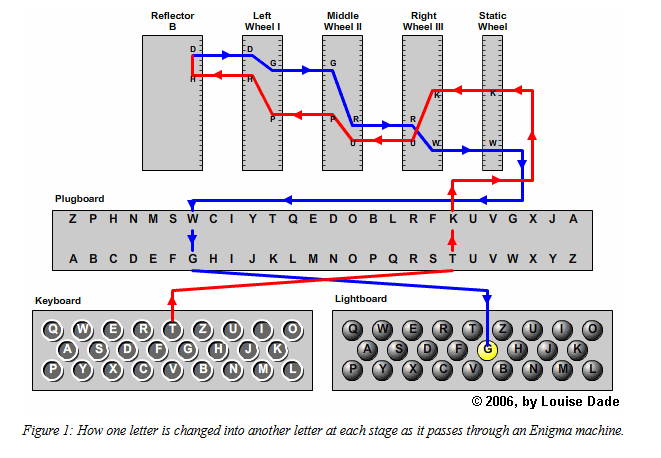 Reflector B
Left Wheel I
Middle Wheel II
Right Wheel III
Static Wheel
D D
G G
H H
K K
P P
R R
U U
W W
Plugboard
Z P H N M S W C I Y T Q E D O B L R F K U V G X J A
A B C D E F G H I J K L M N O P Q R S T U V W X Y Z
Keyboard
Q W E R T Z U I O
A S D F G H J K
P Y X C V B N M L
Lightboard
Q W E R T Z U I O
A S D F G H J K
P Y X C V B N M L
© 2006, by Louise Dade
Figure 1: How one letter is changed into another letter at each stage as it passes through an Enigma machine.